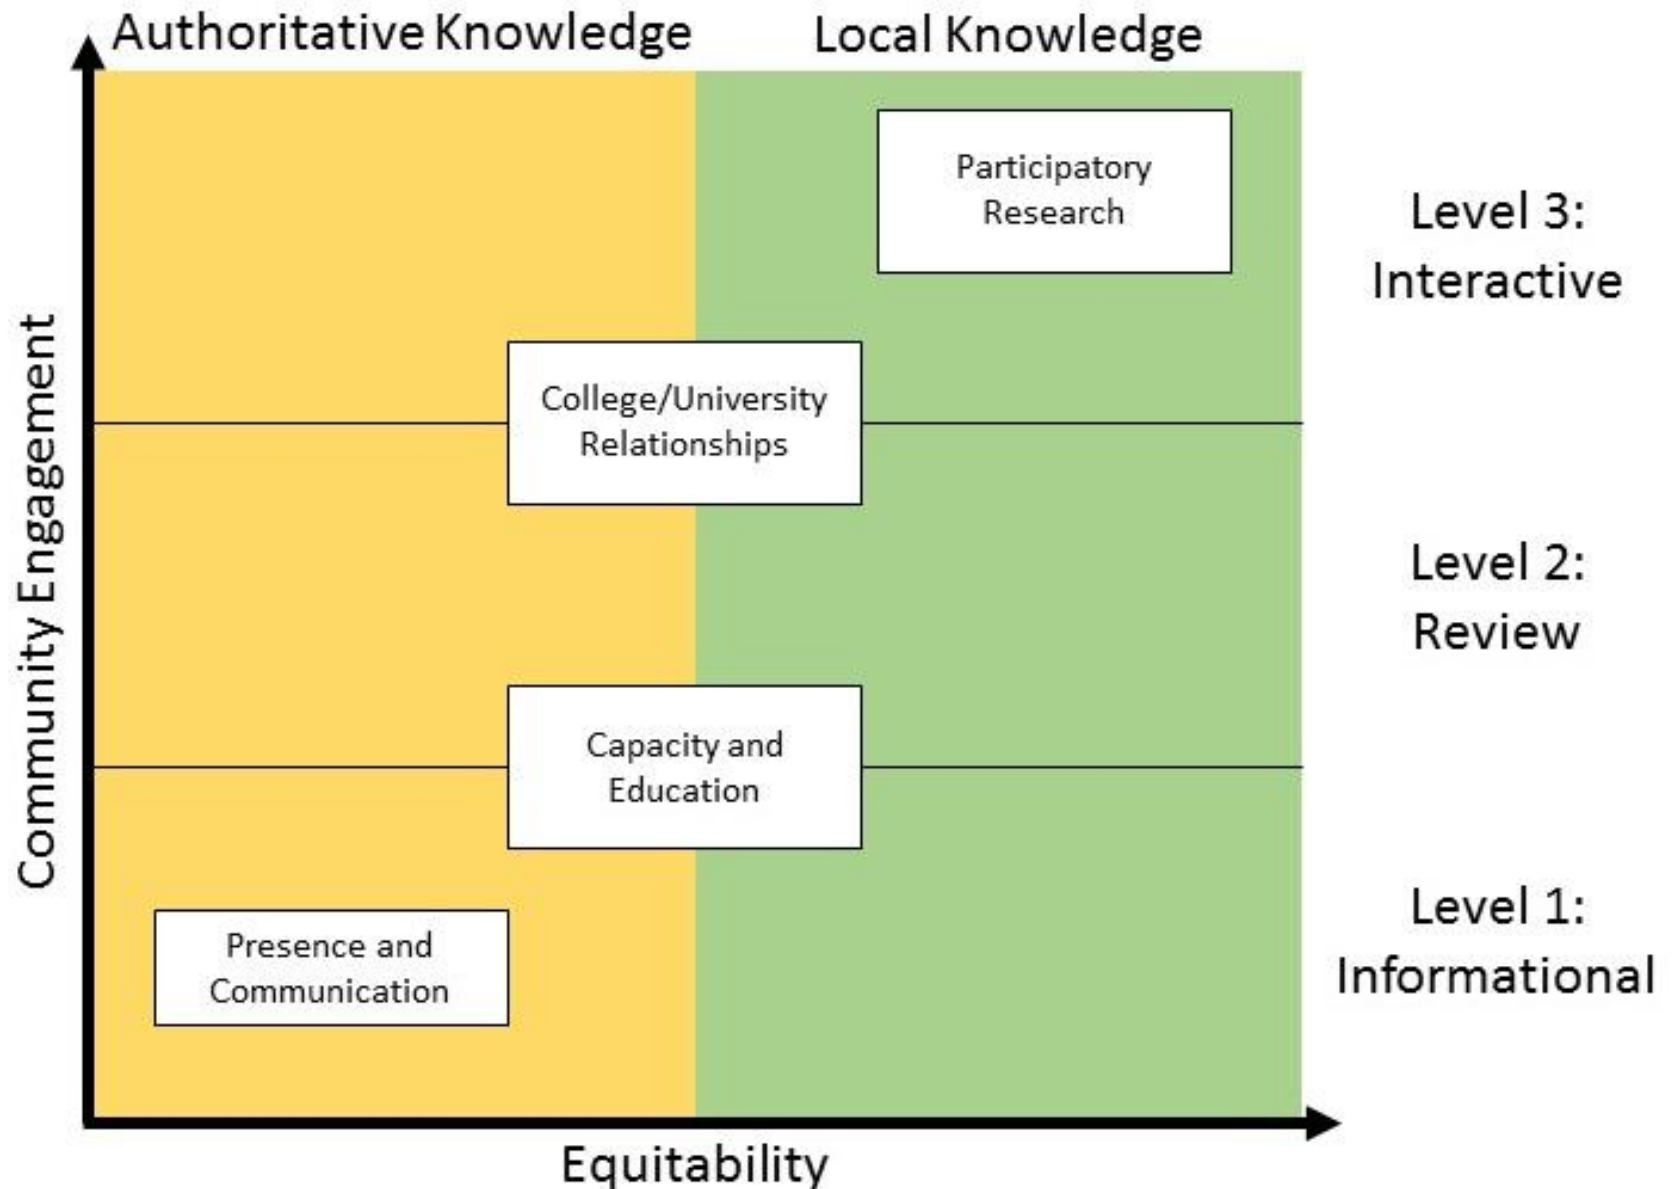 Authoritative Knowledge
Local Knowledge
Participatory
Research
Level 3:
Interactive
College/University
Relationships
Community Engagement
Level 2:
Review
Capacity and
Education
Level 1:
Informational
Presence and
Communication
Equitability